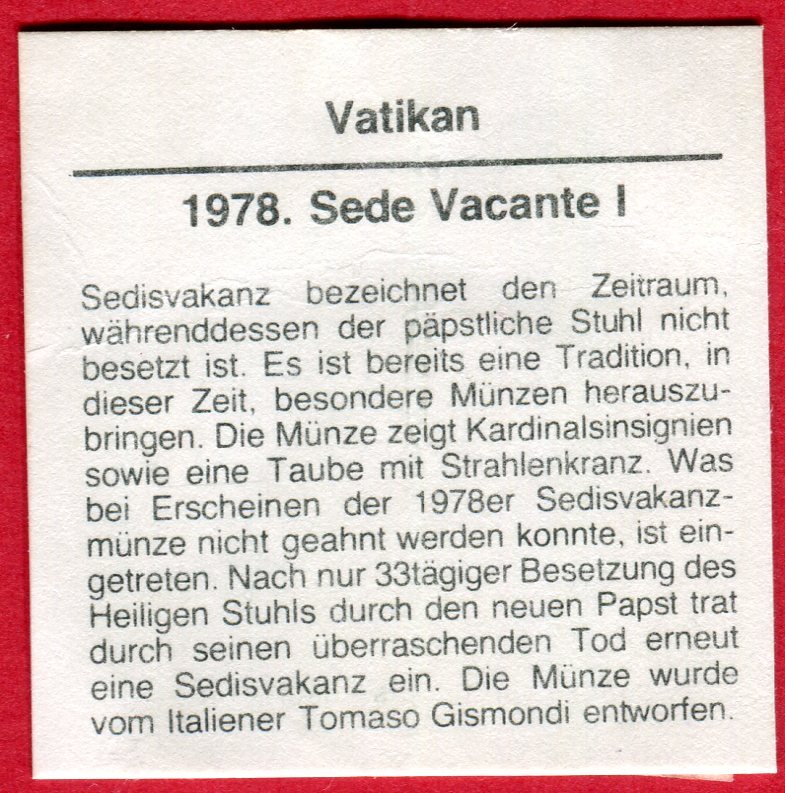 Vatikan
1978. Sede Vacante I
Sedisvakanz bezeichnet den Zeitraum,
währenddessen der päpstliche Stuhl nicht
besetzt ist. Es ist bereits eine Tradition, in
dieser Zeit, besondere Münzen herauszu-
bringen. Die Münze zeigt Kardinalsinsignien
sowie eine Taube mit Strahlenkranz. Was
bei Erscheinen der 1978er Sedisvakanz-
münze nicht geahnt werden konnte, ist ein-
getreten. Nach nur 33tägiger Besetzung des
Heiligen Stuhls durch den neuen Papst trat
durch seinen überraschenden Tod erneut
eine Sedisvakanz ein. Die Münze wurde
vom Italiener Tomaso Gismondi entworfen.